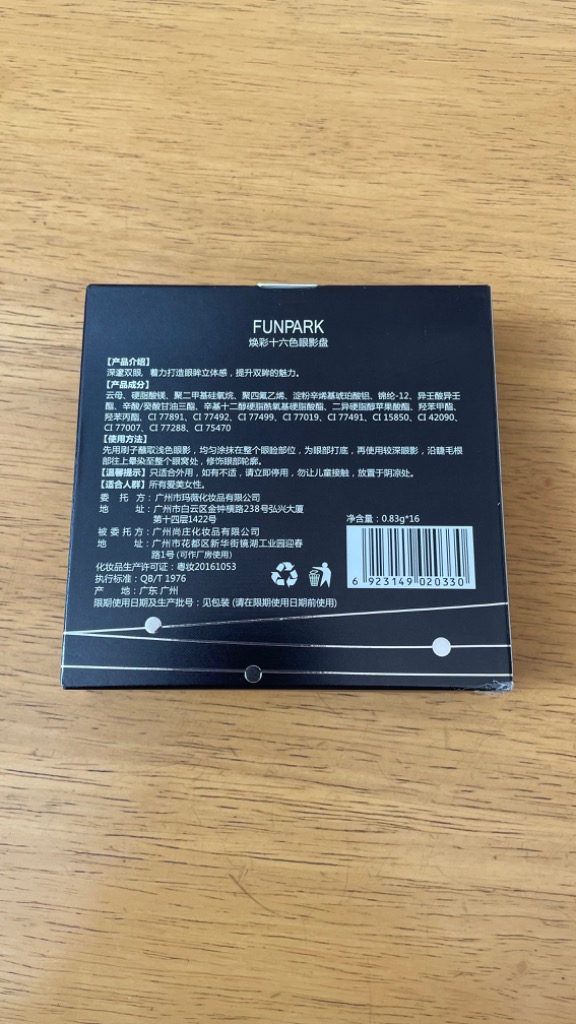 FUNPARK
焕彩十六色眼影盘
【产品介绍】
深邃双眼，着力打造眼眸立体感，提升双眸的魅力。
【产品成分】
云母、硬脂酸镁、聚二甲基硅氧烷、聚四氟乙烯、淀粉辛烯基琥珀酸铝、锦纶-12、异壬酸异壬
酯、辛酸/癸酸甘油三酯、辛基十二醇硬脂酰氧基硬脂酸酯、二异硬脂醇苹果酸酯、羟苯甲酯、
羟苯丙酯、CI 77891、CI 77492、CI 77499、CI 77019、CI 77491、CI 15850、CI 42090、
CI 77007、CI 77288、CI 75470
【使用方法】
先用刷子蘸取浅色眼影，均匀涂抹在整个眼睑部位，为眼部打底，再使用较深眼影，沿睫毛根
部往上晕染至整个眼窝处，修饰眼部轮廓。
【温馨提示】只适合外用，如有不适，请立即停用，勿让儿童接触，放置于阴凉处。
【适合人群】所有爱美女性。
委托方：广州市玛薇化妆品有限公司
地址：广州市白云区金钟横路238号弘兴大厦
第十四层1422号
被委托方：广州尚庄化妆品有限公司
地址：广州市花都区新华街镜湖工业园迎春
路1号 (可作厂房使用)
化妆品生产许可证：粤妆20161053
执行标准：QB/T 1976
产地：广东 广州
限期使用日期及生产批号：见包装 (请在限期使用日期前使用)
净含量：0.83g*16
6 923149 020330